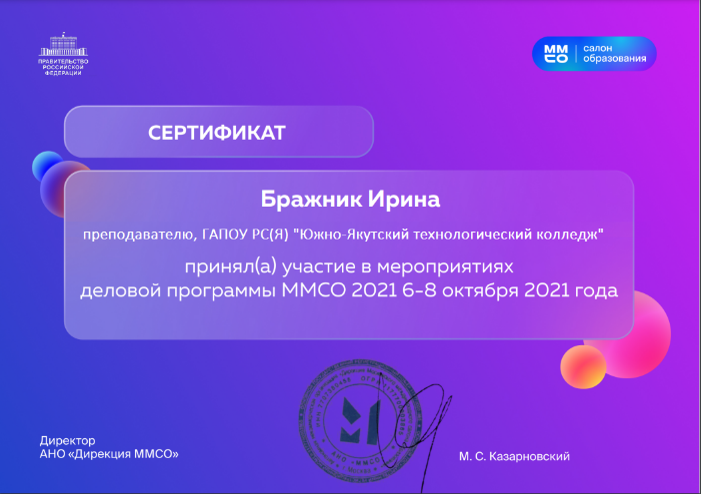 ПРАВИТЕЛЬСТВО
РОССИЙСКОЙ
ФЕДЕРАЦИИ
ММСО
салон
образования
СЕРТИФИКАТ
Бражник Ирина
преподавателю, ГАПОУ РС(Я) "Южно-Якутский технологический колледж"
принял(а) участие в мероприятиях
деловой программы ММСО 2021 6-8 октября 2021 года
Директор
АНО «Дирекция ММСО»
М. С. Казарновский